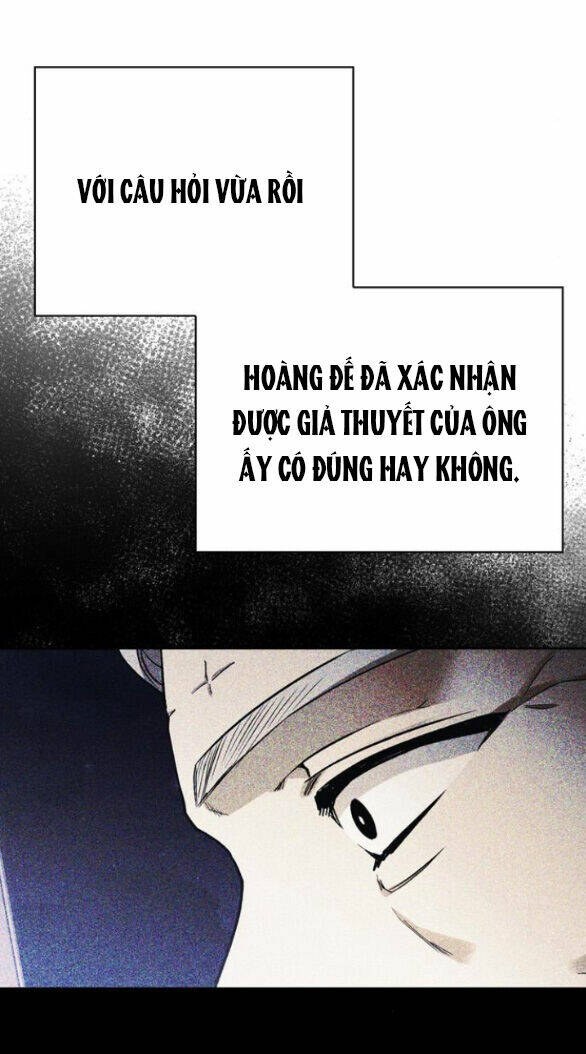 VỚI CÂU HỎI VỪA RỒI
HOÀNG ĐẾ ĐÃ XÁC NHẬN
ĐƯỢC GIẢ THUYẾT CỦA ÔNG
ẤY CÓ ĐÚNG HAY KHÔNG.